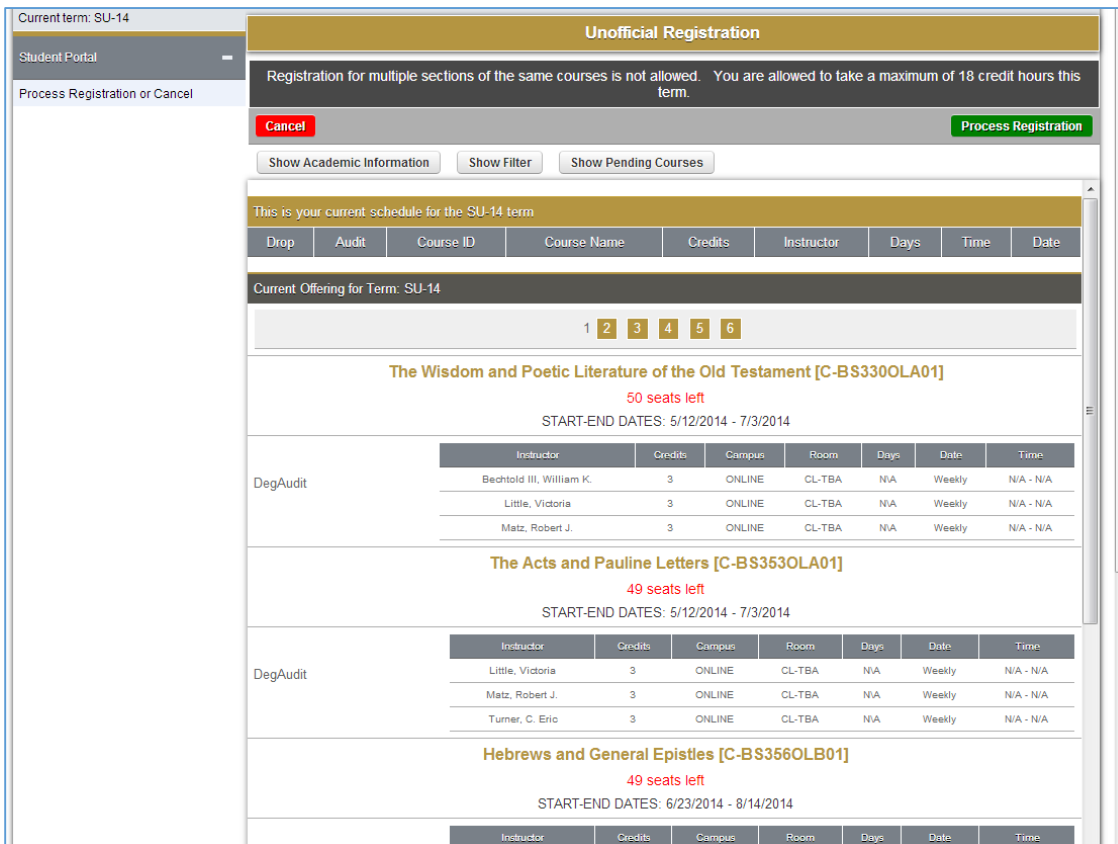 Current term: SU-14
Student Portal
Process Registration or Cancel
Unofficial Registration
Registration for multiple sections of the same courses is not allowed. You are allowed to take a maximum of 18 credit hours this
term.
Cancel Process Registration
Show Academic Information Show Filter Show Pending Courses
This is your current schedule for the SU-14 term
Drop Audit Course ID Course Name Credits Instructor Days Time Date
Current Offering for Term: SU-14
1 2 3 4 5 6
The Wisdom and Poetic Literature of the Old Testament [C-BS330OLA01]
50 seats left
START-END DATES: 5/12/2014 - 7/3/2014
DegAudit
Instructor Credits Campus Room Days Date Time
Bechtold III, William K. 3 ONLINE CL-TBA N\A Weekly N/A - N/A
Little, Victoria 3 ONLINE CL-TBA N\A Weekly N/A - N/A
Matz, Robert J. 3 ONLINE CL-TBA N\A Weekly N/A - N/A
The Acts and Pauline Letters [C-BS353OLA01]
49 seats left
START-END DATES: 5/12/2014 - 7/3/2014
DegAudit
Instructor Credits Campus Room Days Date Time
Little, Victoria 3 ONLINE CL-TBA N\A Weekly N/A - N/A
Matz, Robert J. 3 ONLINE CL-TBA N\A Weekly N/A - N/A
Turner, C. Eric 3 ONLINE CL-TBA N\A Weekly N/A - N/A
Hebrews and General Epistles [C-BS356OLB01]
49 seats left
START-END DATES: 6/23/2014 - 8/14/2014
Instructor Credits Campus Room Days Date Time